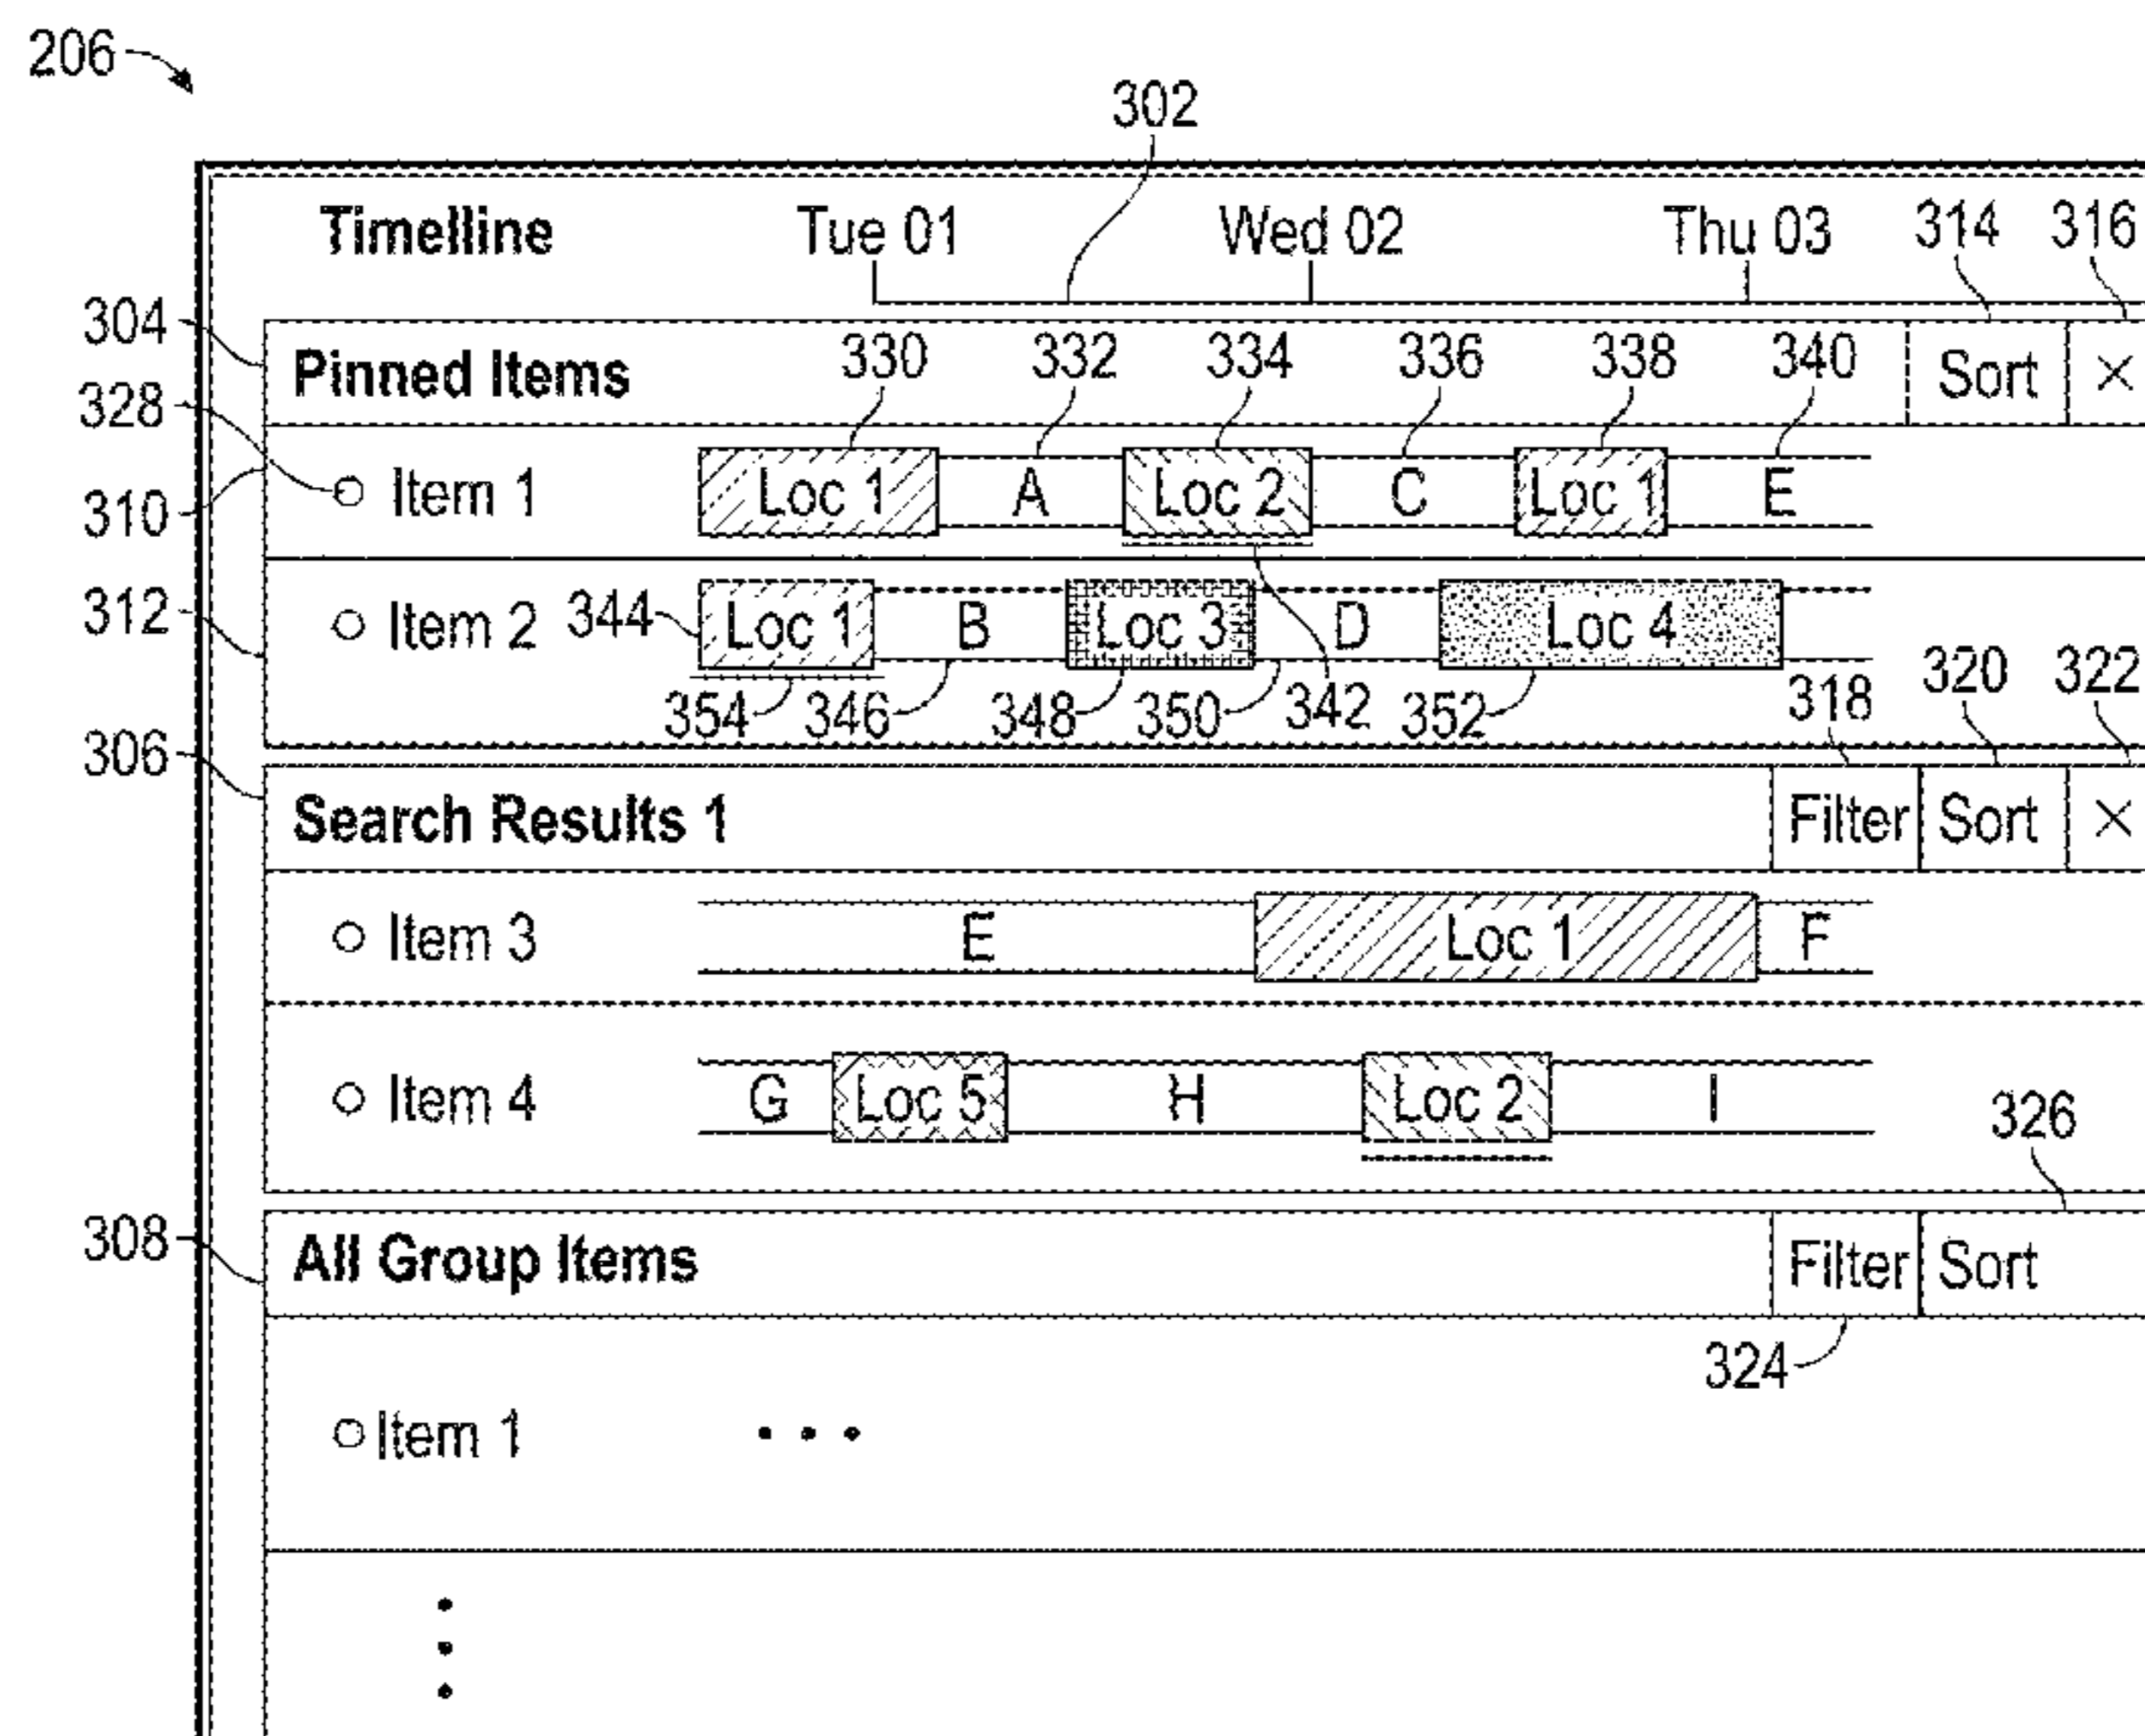 206
302
Timelline Tue 01 Wed 02 Thu 03 314 316
304 Pinned Items 330 332 334 336 338 340 Sort ×
328
310 Item 1 Loc 1 A Loc 2 C Loc 1 E
312 Item 2 344 Loc 1 B Loc 3 D Loc 4
354 346 348 350 342 352 318 320 322
306 Search Results 1 Filter Sort ×
Item 3 E Loc 1 F
Item 4 G Loc 5 H Loc 2 I
326
308 All Group Items Filter Sort
324
Item 1 • • •